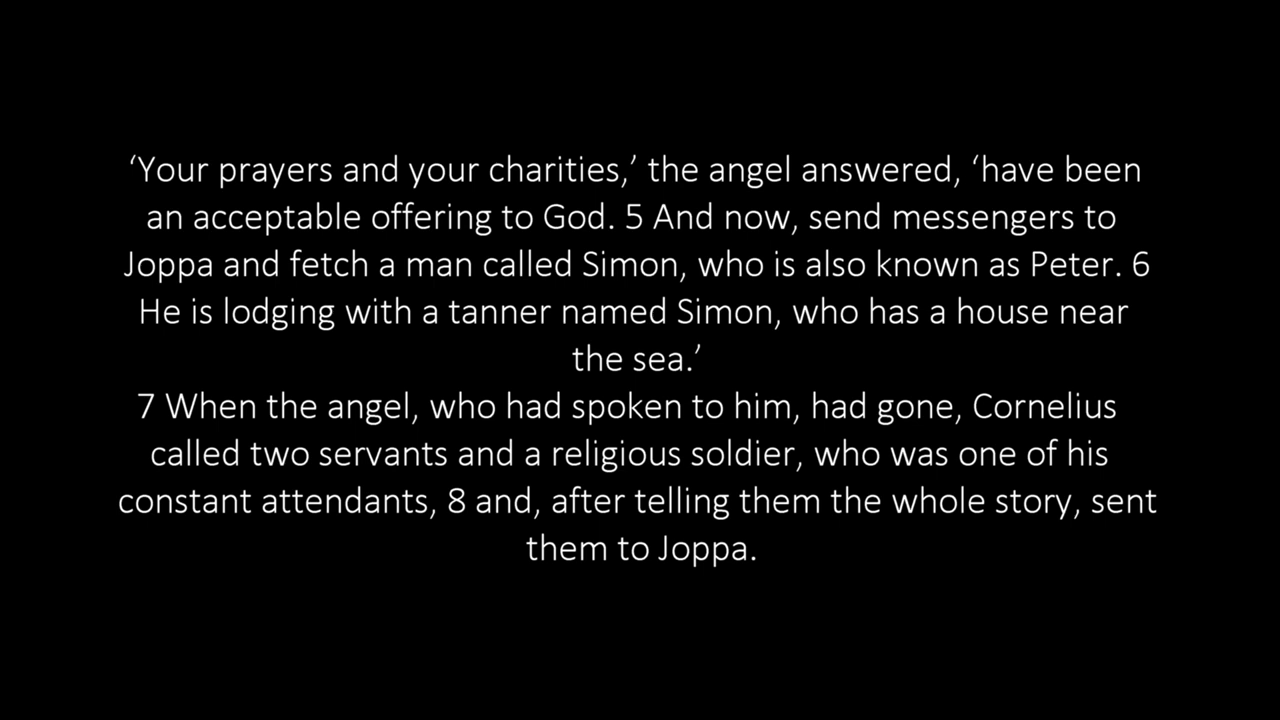 ‘Your prayers and your charities,’ the angel answered, ‘have been
an acceptable offering to God. 5 And now, send messengers to
Joppa and fetch a man called Simon, who is also known as Peter. 6
He is lodging with a tanner named Simon, who has a house near
the sea.’
7 When the angel, who had spoken to him, had gone, Cornelius
called two servants and a religious soldier, who was one of his
constant attendants, 8 and, after telling them the whole story, sent
them to Joppa.